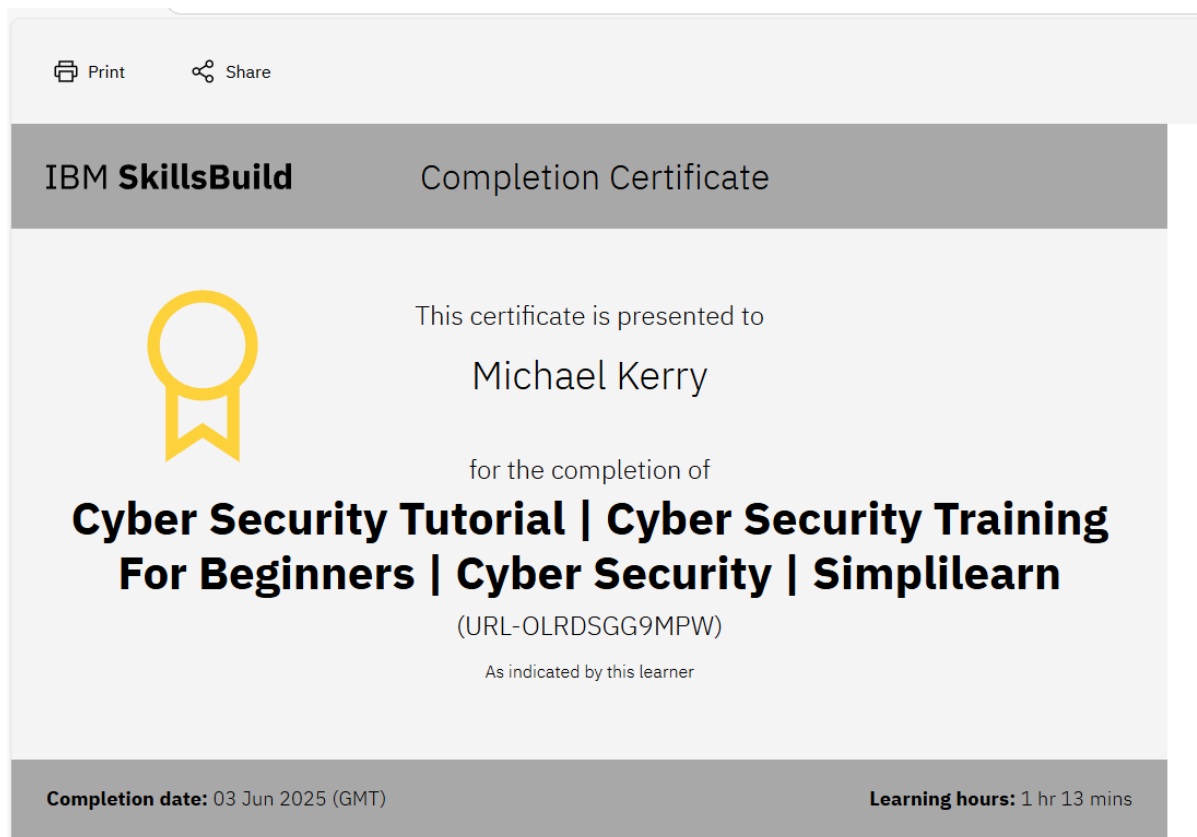 Print Share
IBM SkillsBuild Completion Certificate
This certificate is presented to
Michael Kerry
for the completion of
Cyber Security Tutorial | Cyber Security Training
For Beginners | Cyber Security | Simplilearn
(URL-OLRDSGG9MPW)
As indicated by this learner
Completion date: 03 Jun 2025 (GMT) Learning hours: 1 hr 13 mins